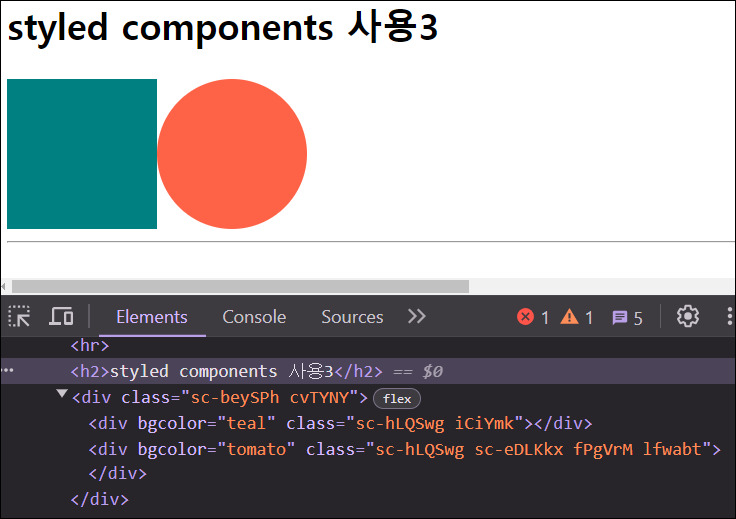 styled components 사용3
Elements Console Sources 1 1 5
<hr>
<h2>styled components 사용3</h2> == $0
<div class="sc-beySPh cvTYNY"> flex
<div bgcolor="teal" class="sc-hLQSwg iCiYmk"></div>
<div bgcolor="tomato" class="sc-hLQSwg sc-eDLKkx fPgVrM lfwabt">
</div>
</div>